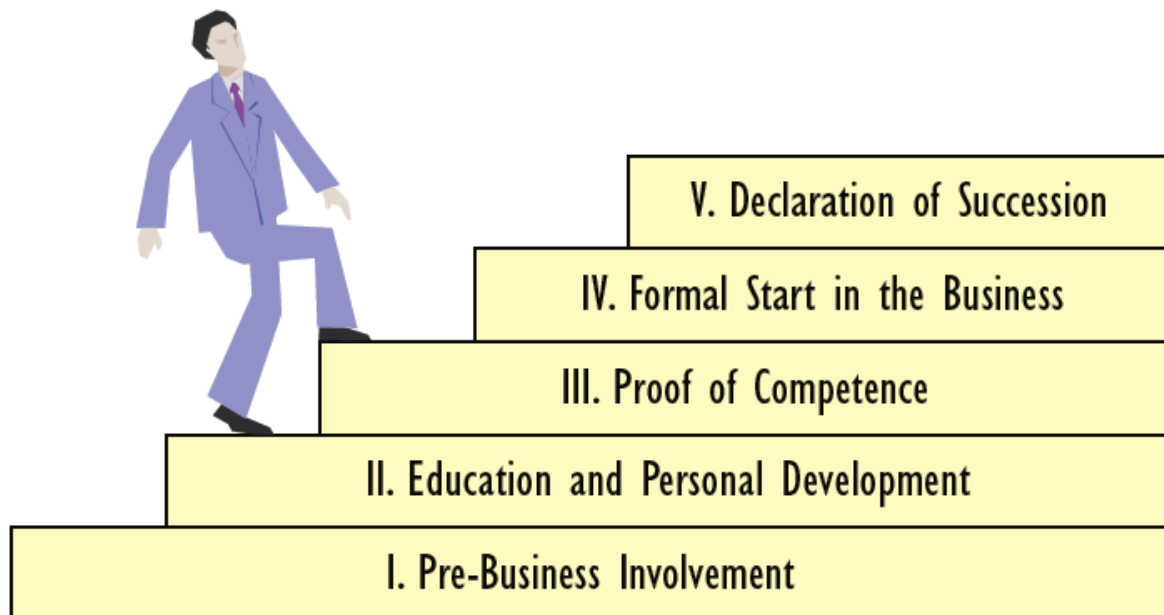 V. Declaration of Succession
IV. Formal Start in the Business
III. Proof of Competence
II. Education and Personal Development
I. Pre-Business Involvement